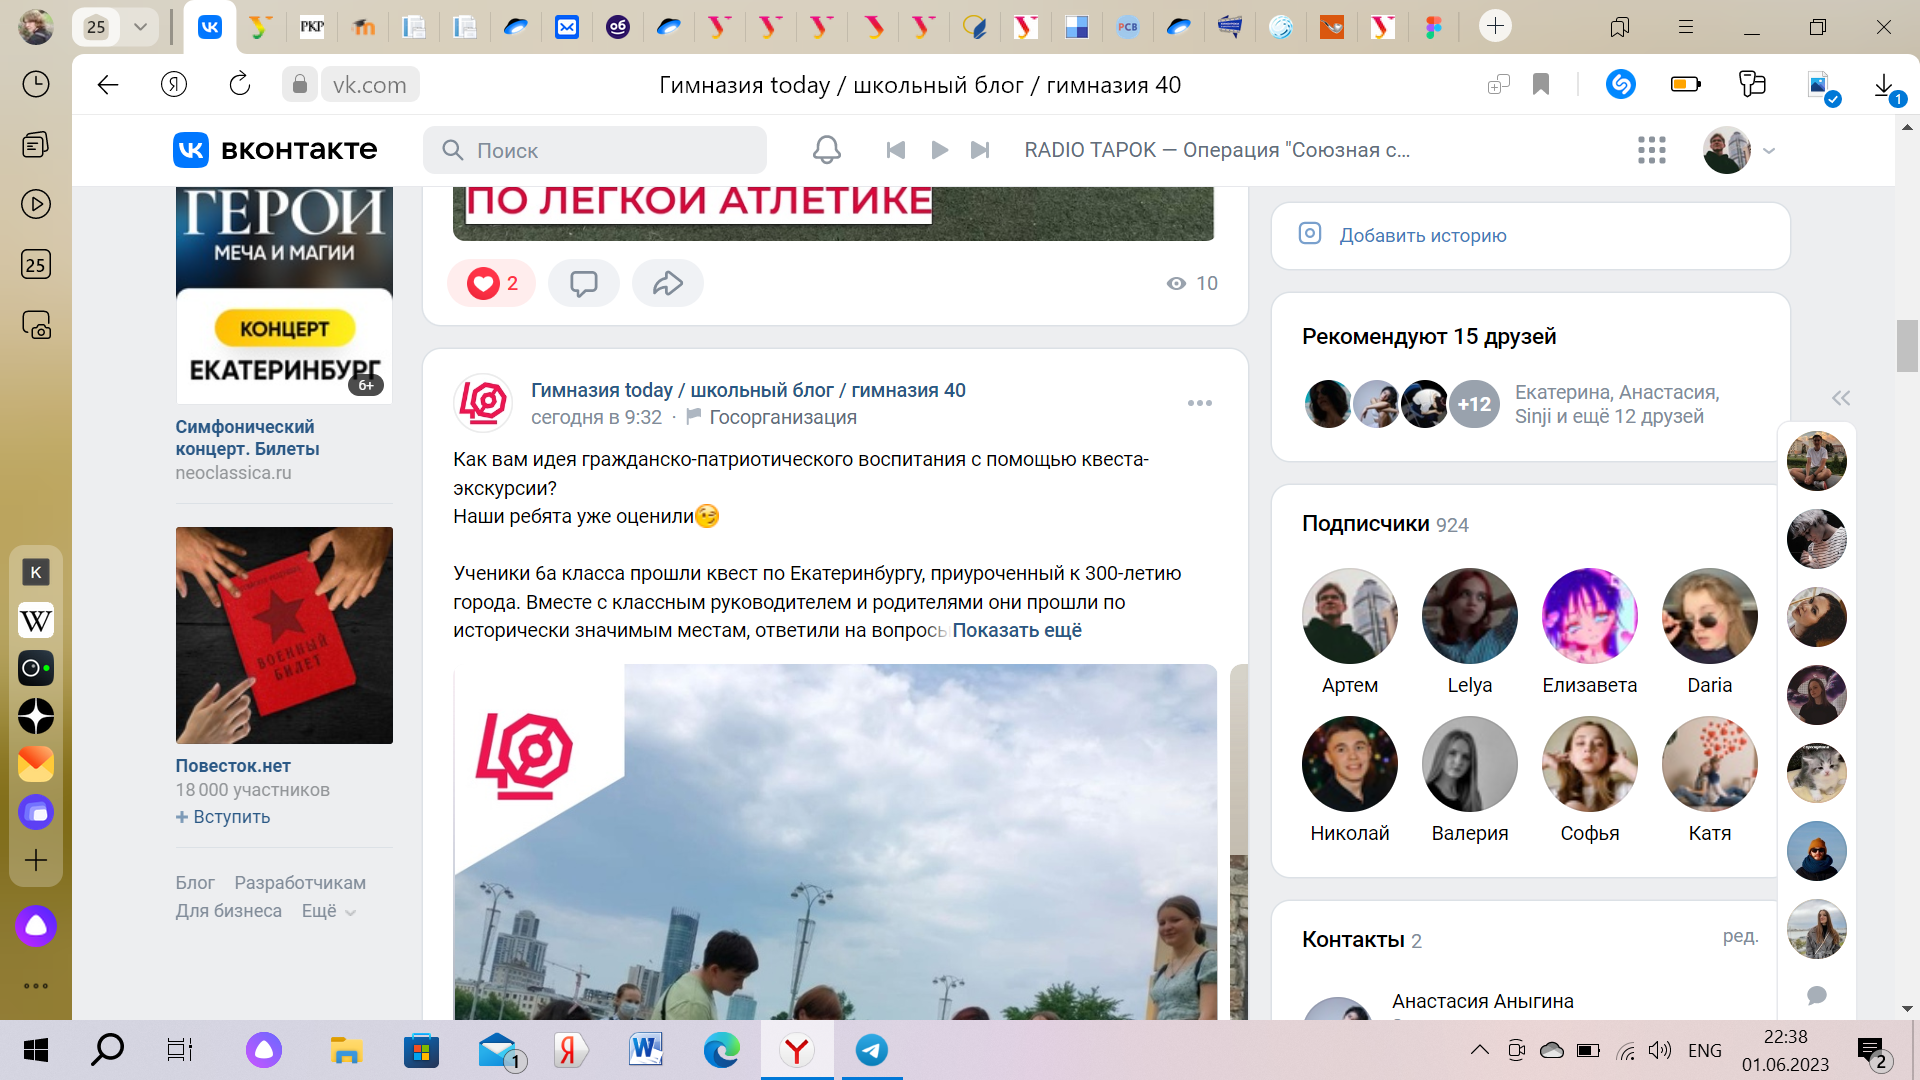 25
PKP
об
РСВ
vk.com
Гимназия today / школьный блог / гимназия 40
1
25
K
W
ВКОНТАКТЕ
Поиск
RADIO TAPOK — Операция "Союзная с...
ГЕРОИ
МЕЧА И МАГИИ
КОНЦЕРТ
ЕКАТЕРИНБУРГ
6+
Симфонический
концерт. Билеты
neoclassica.ru
ВОЕННЫЙ
БИЛЕТ
Повесток.нет
18 000 участников
+ Вступить
Блог Разработчикам
Для бизнеса Ещё
ПО ЛЕГКОЙ АТЛЕТИКЕ
2
10
Гимназия today / школьный блог / гимназия 40
сегодня в 9:32 · Госорганизация
Как вам идея гражданско-патриотического воспитания с помощью квеста-
экскурсии?
Наши ребята уже оценили😉
Ученики 6а класса прошли квест по Екатеринбургу, приуроченный к 300-летию
города. Вместе с классным руководителем и родителями они прошли по
исторически значимым местам, ответили на вопросы Показать ещё
40
Добавить историю
Рекомендуют 15 друзей
+12
Екатерина, Анастасия,
Sinji и ещё 12 друзей
Подписчики 924
Артем Lelya Елизавета Daria
Николай Валерия Софья Катя
Контакты 2
ред.
Анастасия Аныгина
1
ENG
22:38
01.06.2023
2